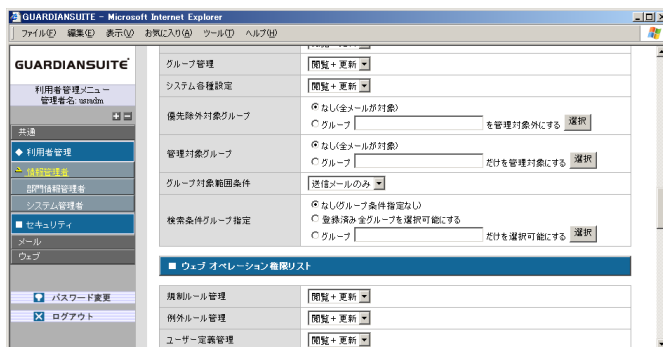 GUARDIANSUITE - Microsoft Internet Explorer
ファイル(F) 編集(E) 表示(V) お気に入り(A) ツール(T) ヘルプ(H)
GUARDIANSUITE
利用者管理メニュー
管理者名: usradm
共通
◆ 利用者管理
情報管理者
部門情報管理者
システム管理者
■ セキュリティ
メール
ウェブ
パスワード変更
ログアウト
グループ管理 閲覧+更新
システム各種設定 閲覧+更新
優先除外対象グループ
なし(全メールが対象)
グループ を管理対象外にする 選択
管理対象グループ
なし(全メールが対象)
グループ だけを管理対象にする 選択
グループ対象範囲条件 送信メールのみ
検索条件グループ指定
なし(グループ条件指定なし)
登録済み全グループを選択可能にする
グループ だけを選択可能にする 選択
■ ウェブ オペレーション権限リスト
規制ルール管理 閲覧+更新
例外ルール管理 閲覧+更新
ユーザー定義管理 閲覧+更新